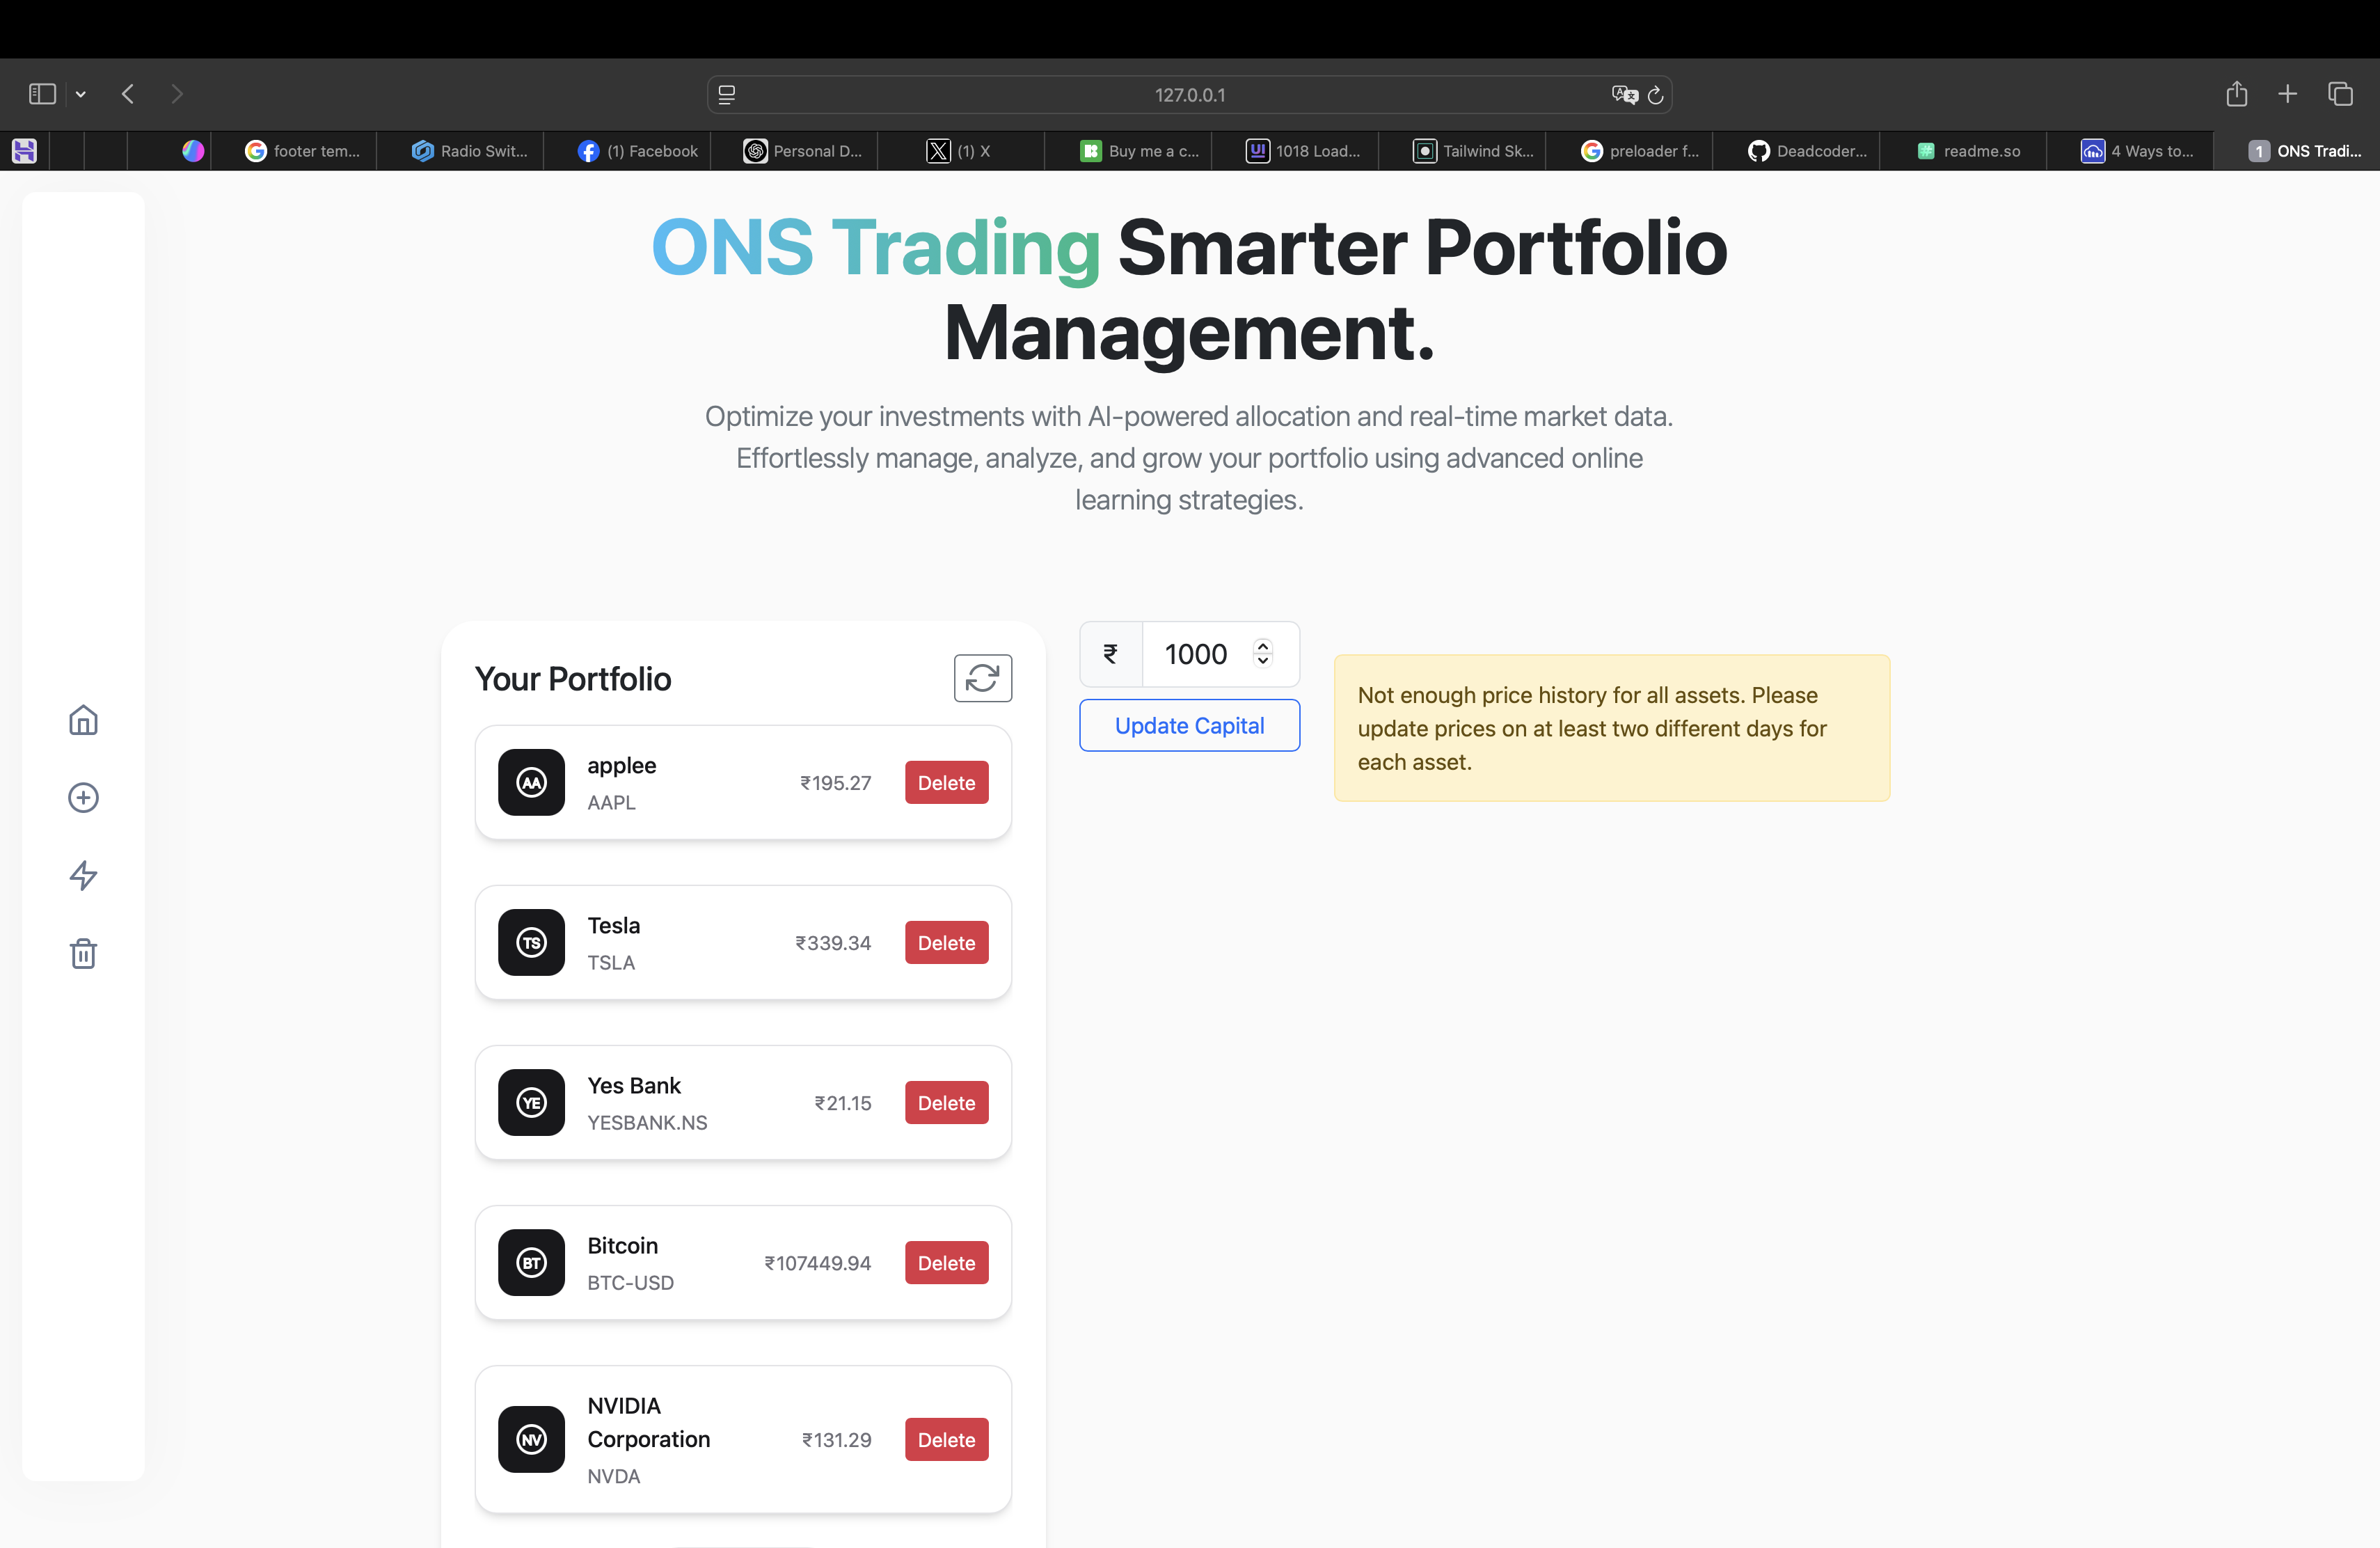 127.0.0.1
footer tem...
Radio Swit...
(1) Facebook
Personal D...
(1) X
Buy me a c...
1018 Load...
Tailwind Sk...
preloader f...
Deadcoder...
readme.so
4 Ways to...
1 ONS Tradi...
ONS Trading Smarter Portfolio
Management.
Optimize your investments with AI-powered allocation and real-time market data.
Effortlessly manage, analyze, and grow your portfolio using advanced online
learning strategies.
Your Portfolio
AA
applee
AAPL
₹195.27
Delete
TS
Tesla
TSLA
₹339.34
Delete
YE
Yes Bank
YESBANK.NS
₹21.15
Delete
BT
Bitcoin
BTC-USD
₹107449.94
Delete
NV
NVIDIA
Corporation
NVDA
₹131.29
Delete
₹ 1000
Update Capital
Not enough price history for all assets. Please
update prices on at least two different days for
each asset.